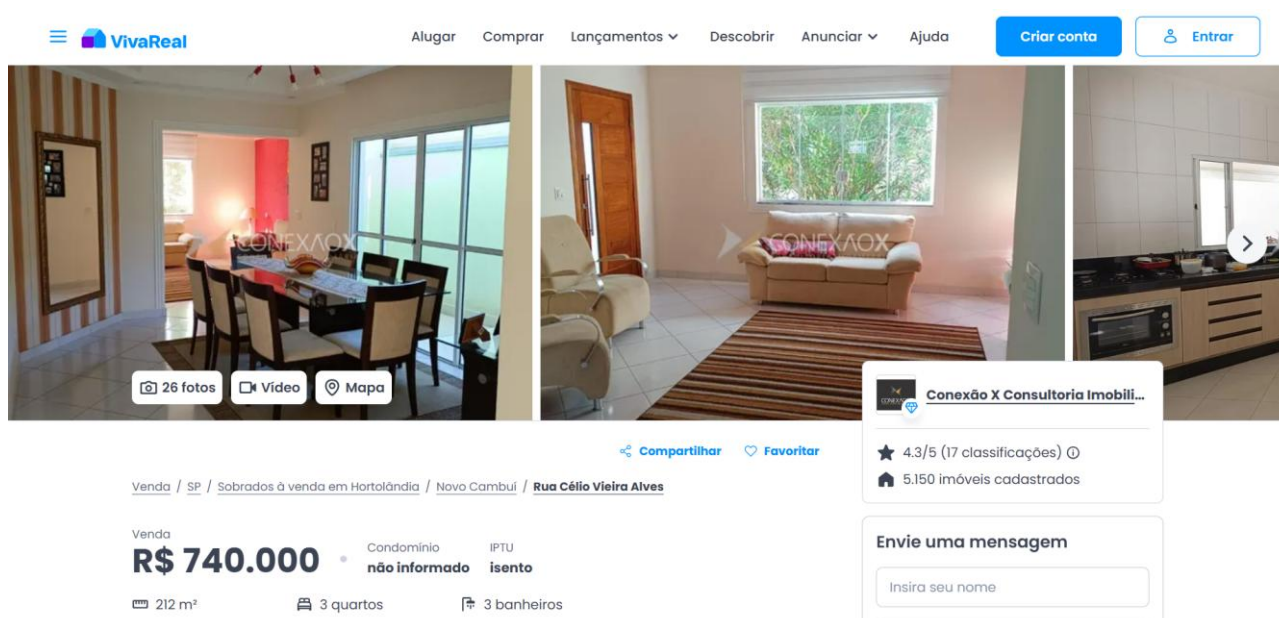 VivaReal
Alugar Comprar Lançamentos Descobrir Anunciar Ajuda Criar conta Entrar
CONEXAOX
CONEXAOX
26 fotos Vídeo Mapa
Conexão X Consultoria Imobili...
4.3/5 (17 classificações)
5.150 imóveis cadastrados
Compartilhar Favoritar
Venda / SP / Sobrados à venda em Hortolândia / Novo Cambuí / Rua Célio Vieira Alves
Venda
R$ 740.000
Condomínio
não informado
IPTU
isento
212 m² 3 quartos 3 banheiros
Envie uma mensagem
Insira seu nome